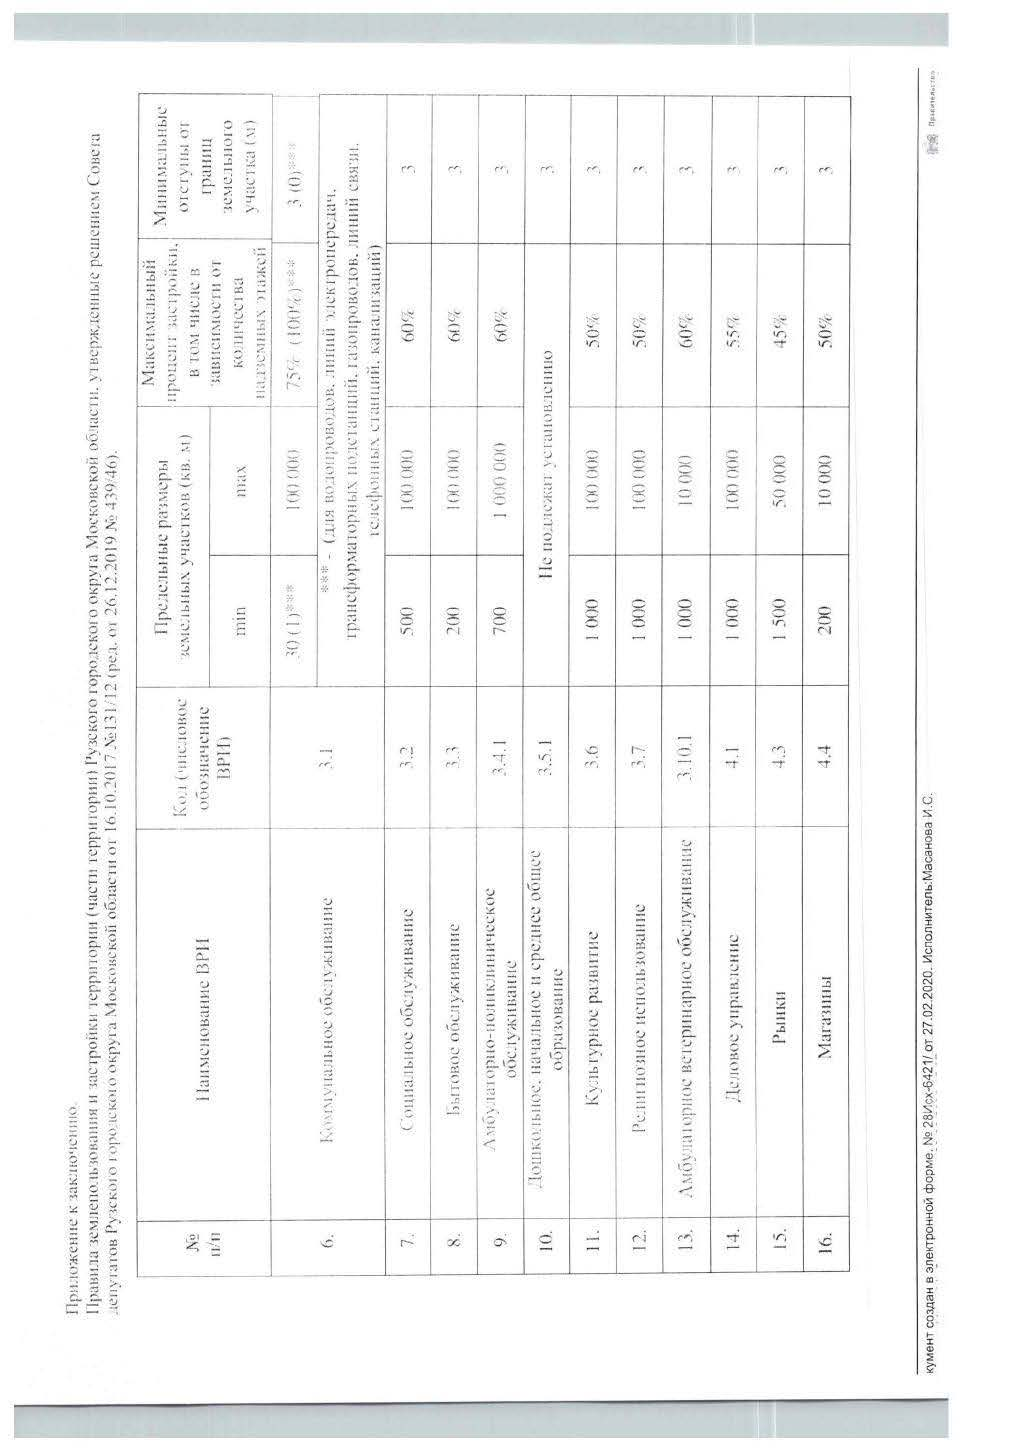 Приложение к заключению.
Правила землепользования и застройки территории (части территории) Рузского городского округа Московской области, утвержденные решением Совета
депутатов Рузского городского округа Московской области от 16.10.2017 №131/12 (ред. от 26.12.2019 № 439/46).
№ п/п
Наименование ВРИ
Код (числовое
обозначение
ВРИ)
Предельные размеры
земельных участков (кв. м)
min
max
Максимальный
процент застройки,
в том числе в
зависимости от
количества
надземных этажей
Минимальные
отступы от
границ
земельного
участка (м)
6.
Коммунальное обслуживание
3.1
30 (1)***
100 000
75% (100%)***
3 (0)***
*** - (для водопроводов, линий электропередач,
трансформаторных подстанций, газопроводов, линий связи,
телефонных станций, канализаций)
7. Социальное обслуживание 3.2 500 100 000 60% 3
8. Бытовое обслуживание 3.3 200 100 000 60% 3
9. Амбулаторно-поликлиническое
обслуживание
3.4.1 700 1 000 000 60% 3
10. Дошкольное, начальное и среднее общее
образование
3.5.1 Не подлежат установлению 3
11. Культурное развитие 3.6 1 000 100 000 50% 3
12. Религиозное использование 3.7 1 000 100 000 50% 3
13. Амбулаторное ветеринарное обслуживание 3.10.1 1 000 10 000 60% 3
14. Деловое управление 4.1 1 000 100 000 55% 3
15. Рынки 4.3 1 500 50 000 45% 3
16. Магазины 4.4 200 10 000 50% 3
кумент создан в электронной форме. № 28Исх-6421/ от 27.02.2020. Исполнитель:Масанова И.С.
Правительство